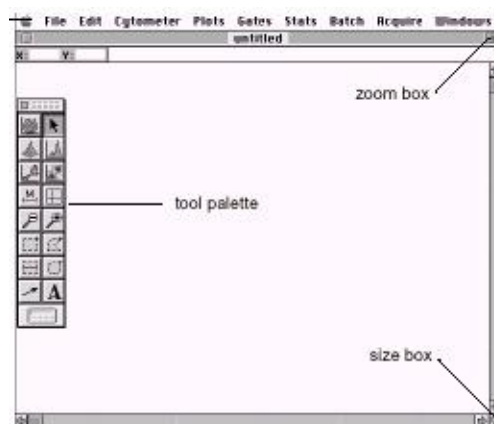 File Edit Cytometer Plots Gates Stats Batch Acquire Windows
untitled
X: Y:
zoom box
tool palette
M
A
size box